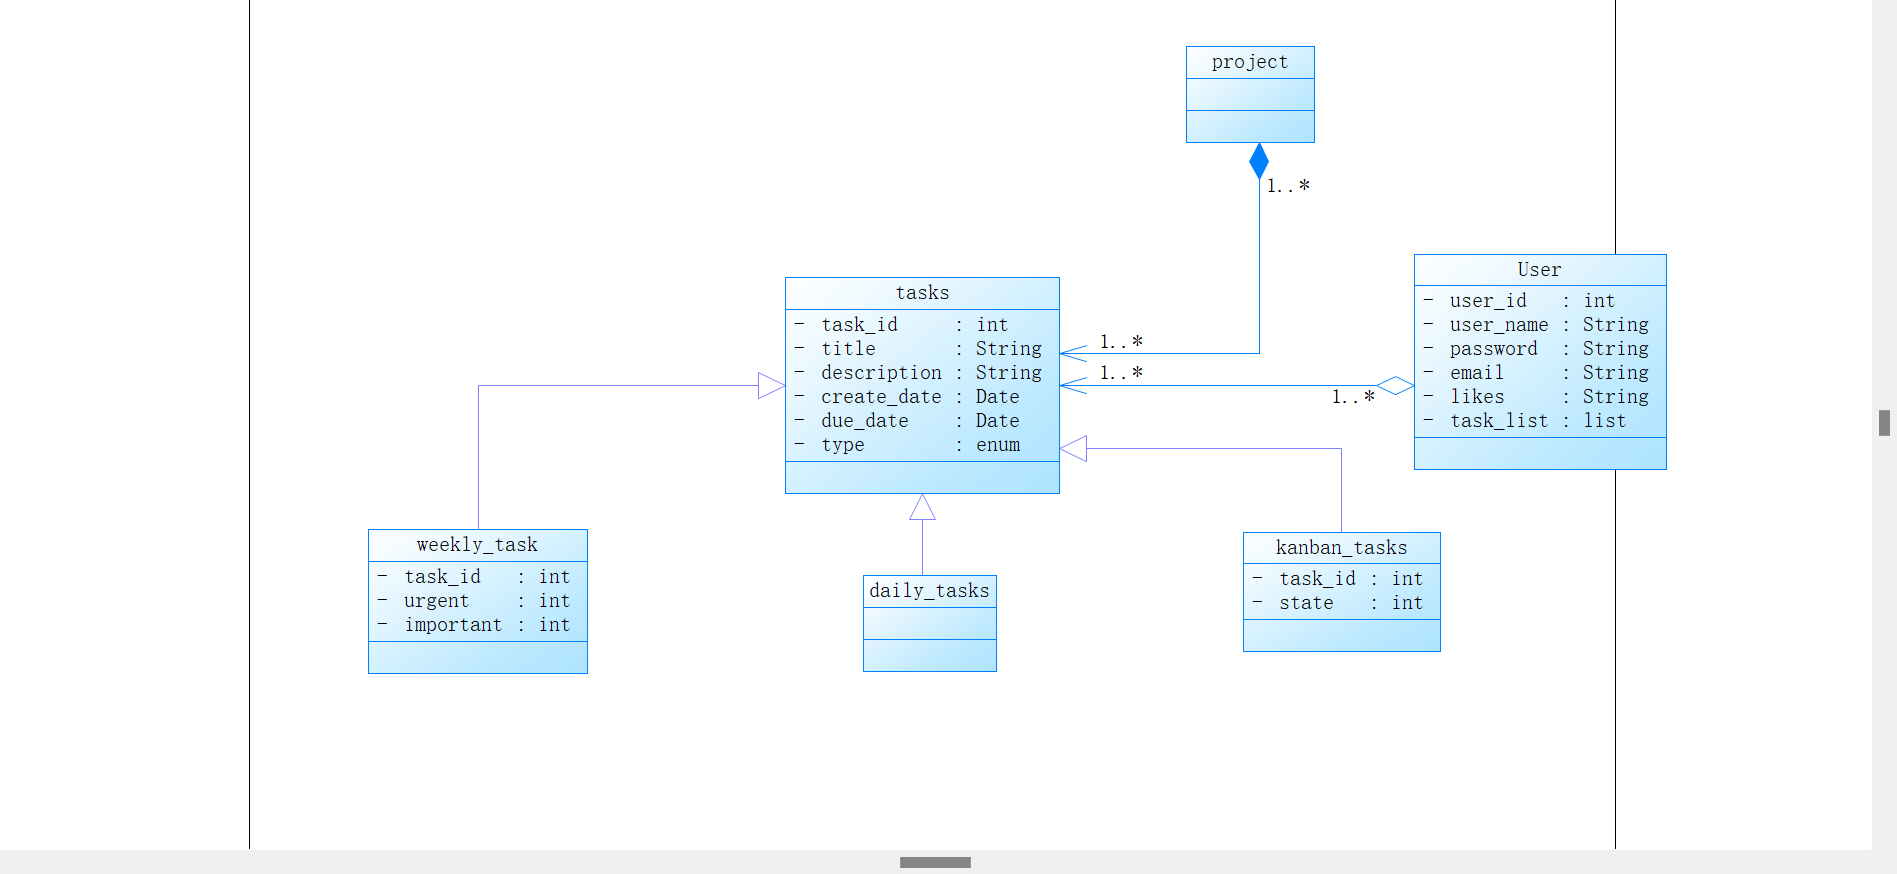 project
1..*
User
- user_id : int
- user_name : String
- password : String
- email : String
- likes : String
- task_list : list
tasks
- task_id : int
- title : String
- description : String
- create_date : Date
- due_date : Date
- type : enum
1..*
1..*
1..*
weekly_task
- task_id : int
- urgent : int
- important : int
daily_tasks
kanban_tasks
- task_id : int
- state : int